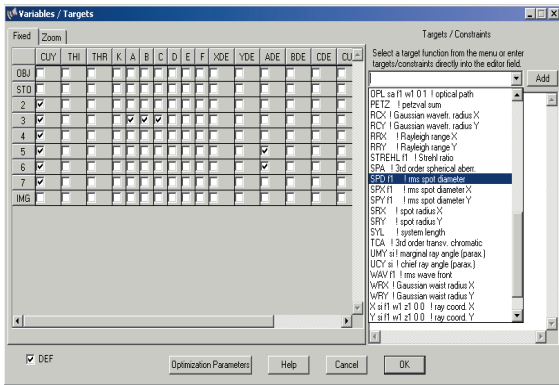 Variables / Targets
Fixed Zoom
CUY THI THR K A B C D E F XDE YDE ADE BDE CDE CU
OBJ
STO
2
3
4
5
6
7
IMG
DEF
Targets / Constraints
Select a target function from the menu or enter
targets/constraints directly into the editor field.
Add
OPL sa f1 w1 0 1 ! optical path
PETZ ! petzval sum
RCX ! Gaussian wavefr. radius X
RCY ! Gaussian wavefr. radius Y
RRX ! Rayleigh range X
RRY ! Rayleigh range Y
STREHL f1 ! Strehl ratio
SPA ! 3rd order spherical aberr.
SPD f1 ! rms spot diameter
SPX f1 ! rms spot diameter X
SPY f1 ! rms spot diameter Y
SRX ! spot radius X
SRY ! spot radius Y
SYL ! system length
TCA ! 3rd order transv. chromatic
UMY si ! marginal ray angle (parax.)
UCY si ! chief ray angle (parax.)
WAV f1 ! rms wave front
WRX ! Gaussian waist radius X
WRY ! Gaussian waist radius Y
X si f1 w1 z1 0 0 ! ray coord. X
Y si f1 w1 z1 0 0 ! ray coord. Y
Optimization Parameters Help Cancel OK